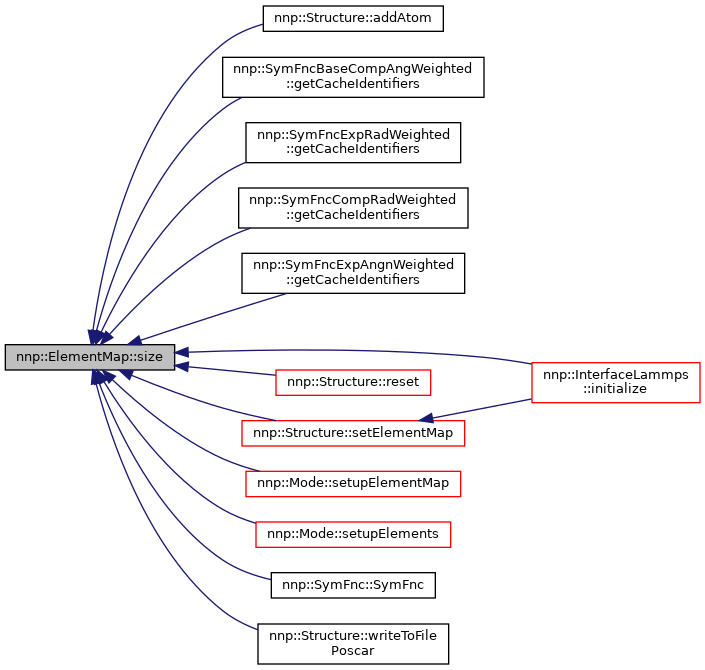 nnp::Structure::addAtom
nnp::SymFncBaseCompAngWeighted
::getCacheIdentifiers
nnp::SymFncExpRadWeighted
::getCacheIdentifiers
nnp::SymFncCompRadWeighted
::getCacheIdentifiers
nnp::SymFncExpAngnWeighted
::getCacheIdentifiers
nnp::ElementMap::size
nnp::InterfaceLammps
::initialize
nnp::Structure::reset
nnp::Structure::setElementMap
nnp::Mode::setupElementMap
nnp::Mode::setupElements
nnp::SymFnc::SymFnc
nnp::Structure::writeToFile
Poscar